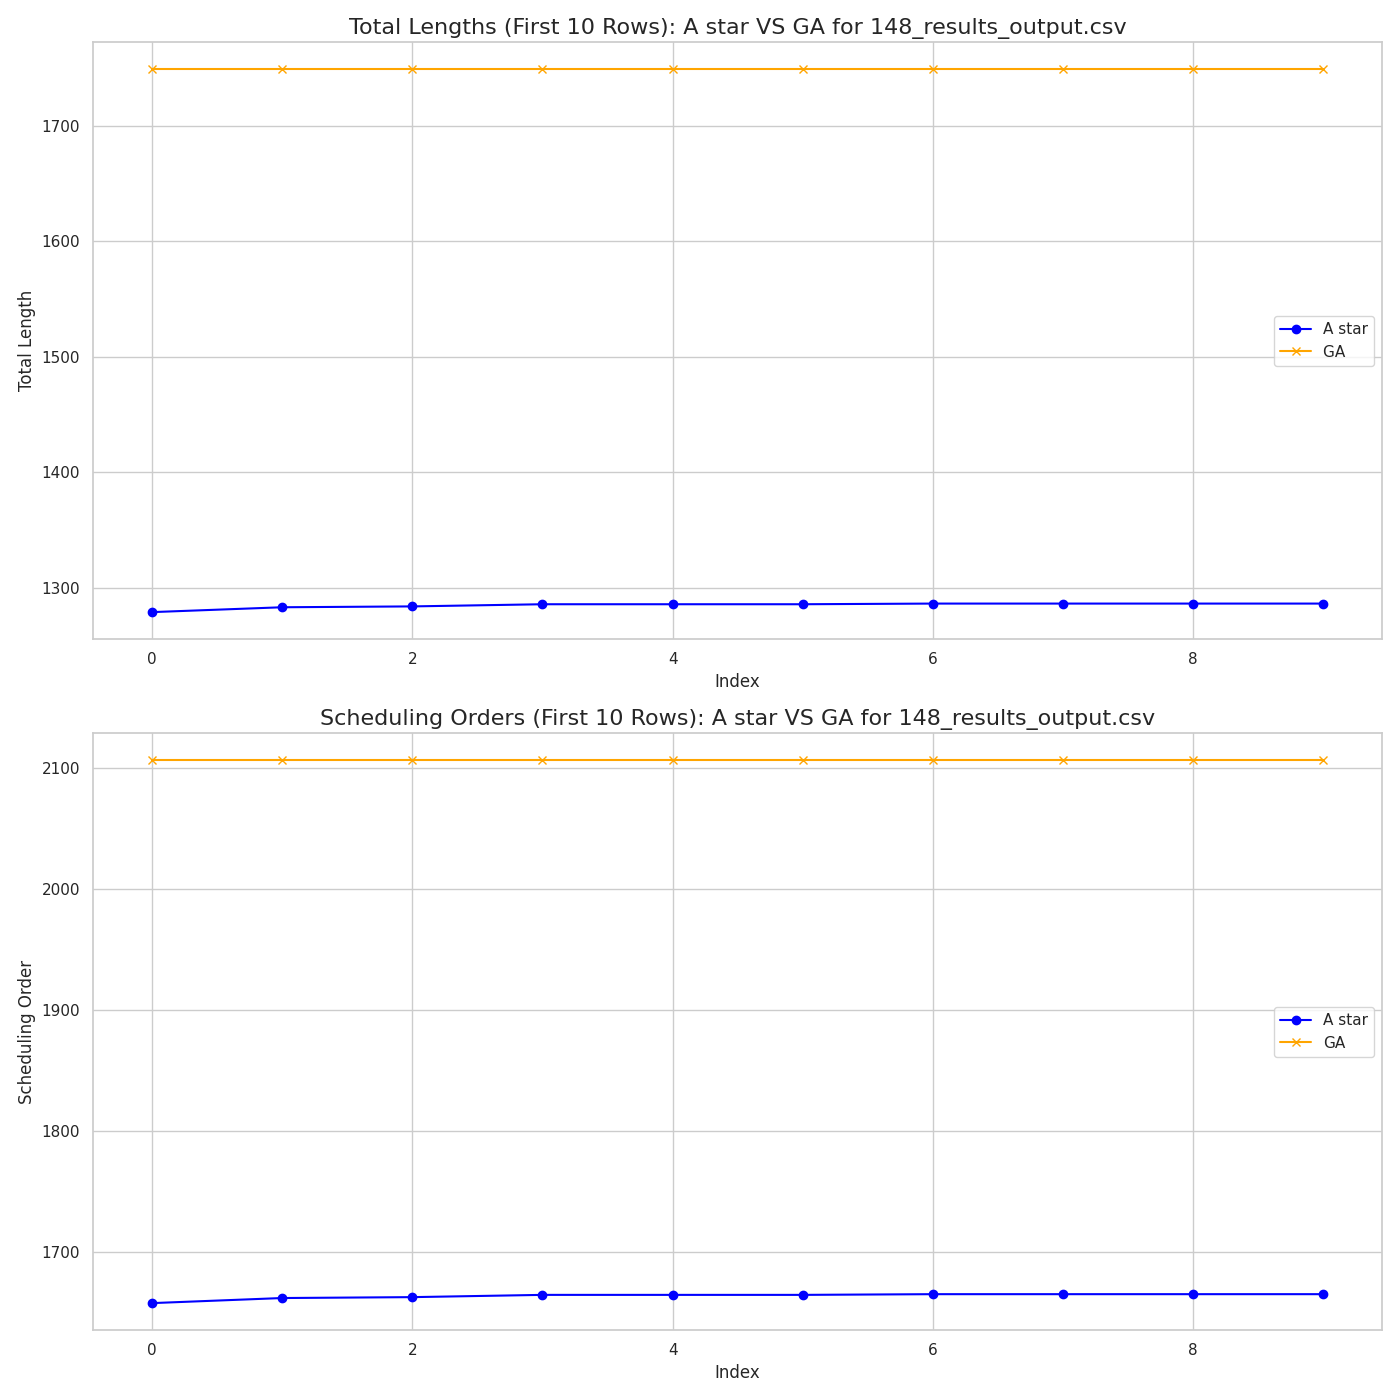 Total Lengths (First 10 Rows): A star VS GA for 148_results_output.csv
1700
1600
1500
1400
1300
Total Length
A star
GA
0 2 4 6 8
Index
Scheduling Orders (First 10 Rows): A star VS GA for 148_results_output.csv
2100
2000
1900
1800
1700
Scheduling Order
A star
GA
0 2 4 6 8
Index